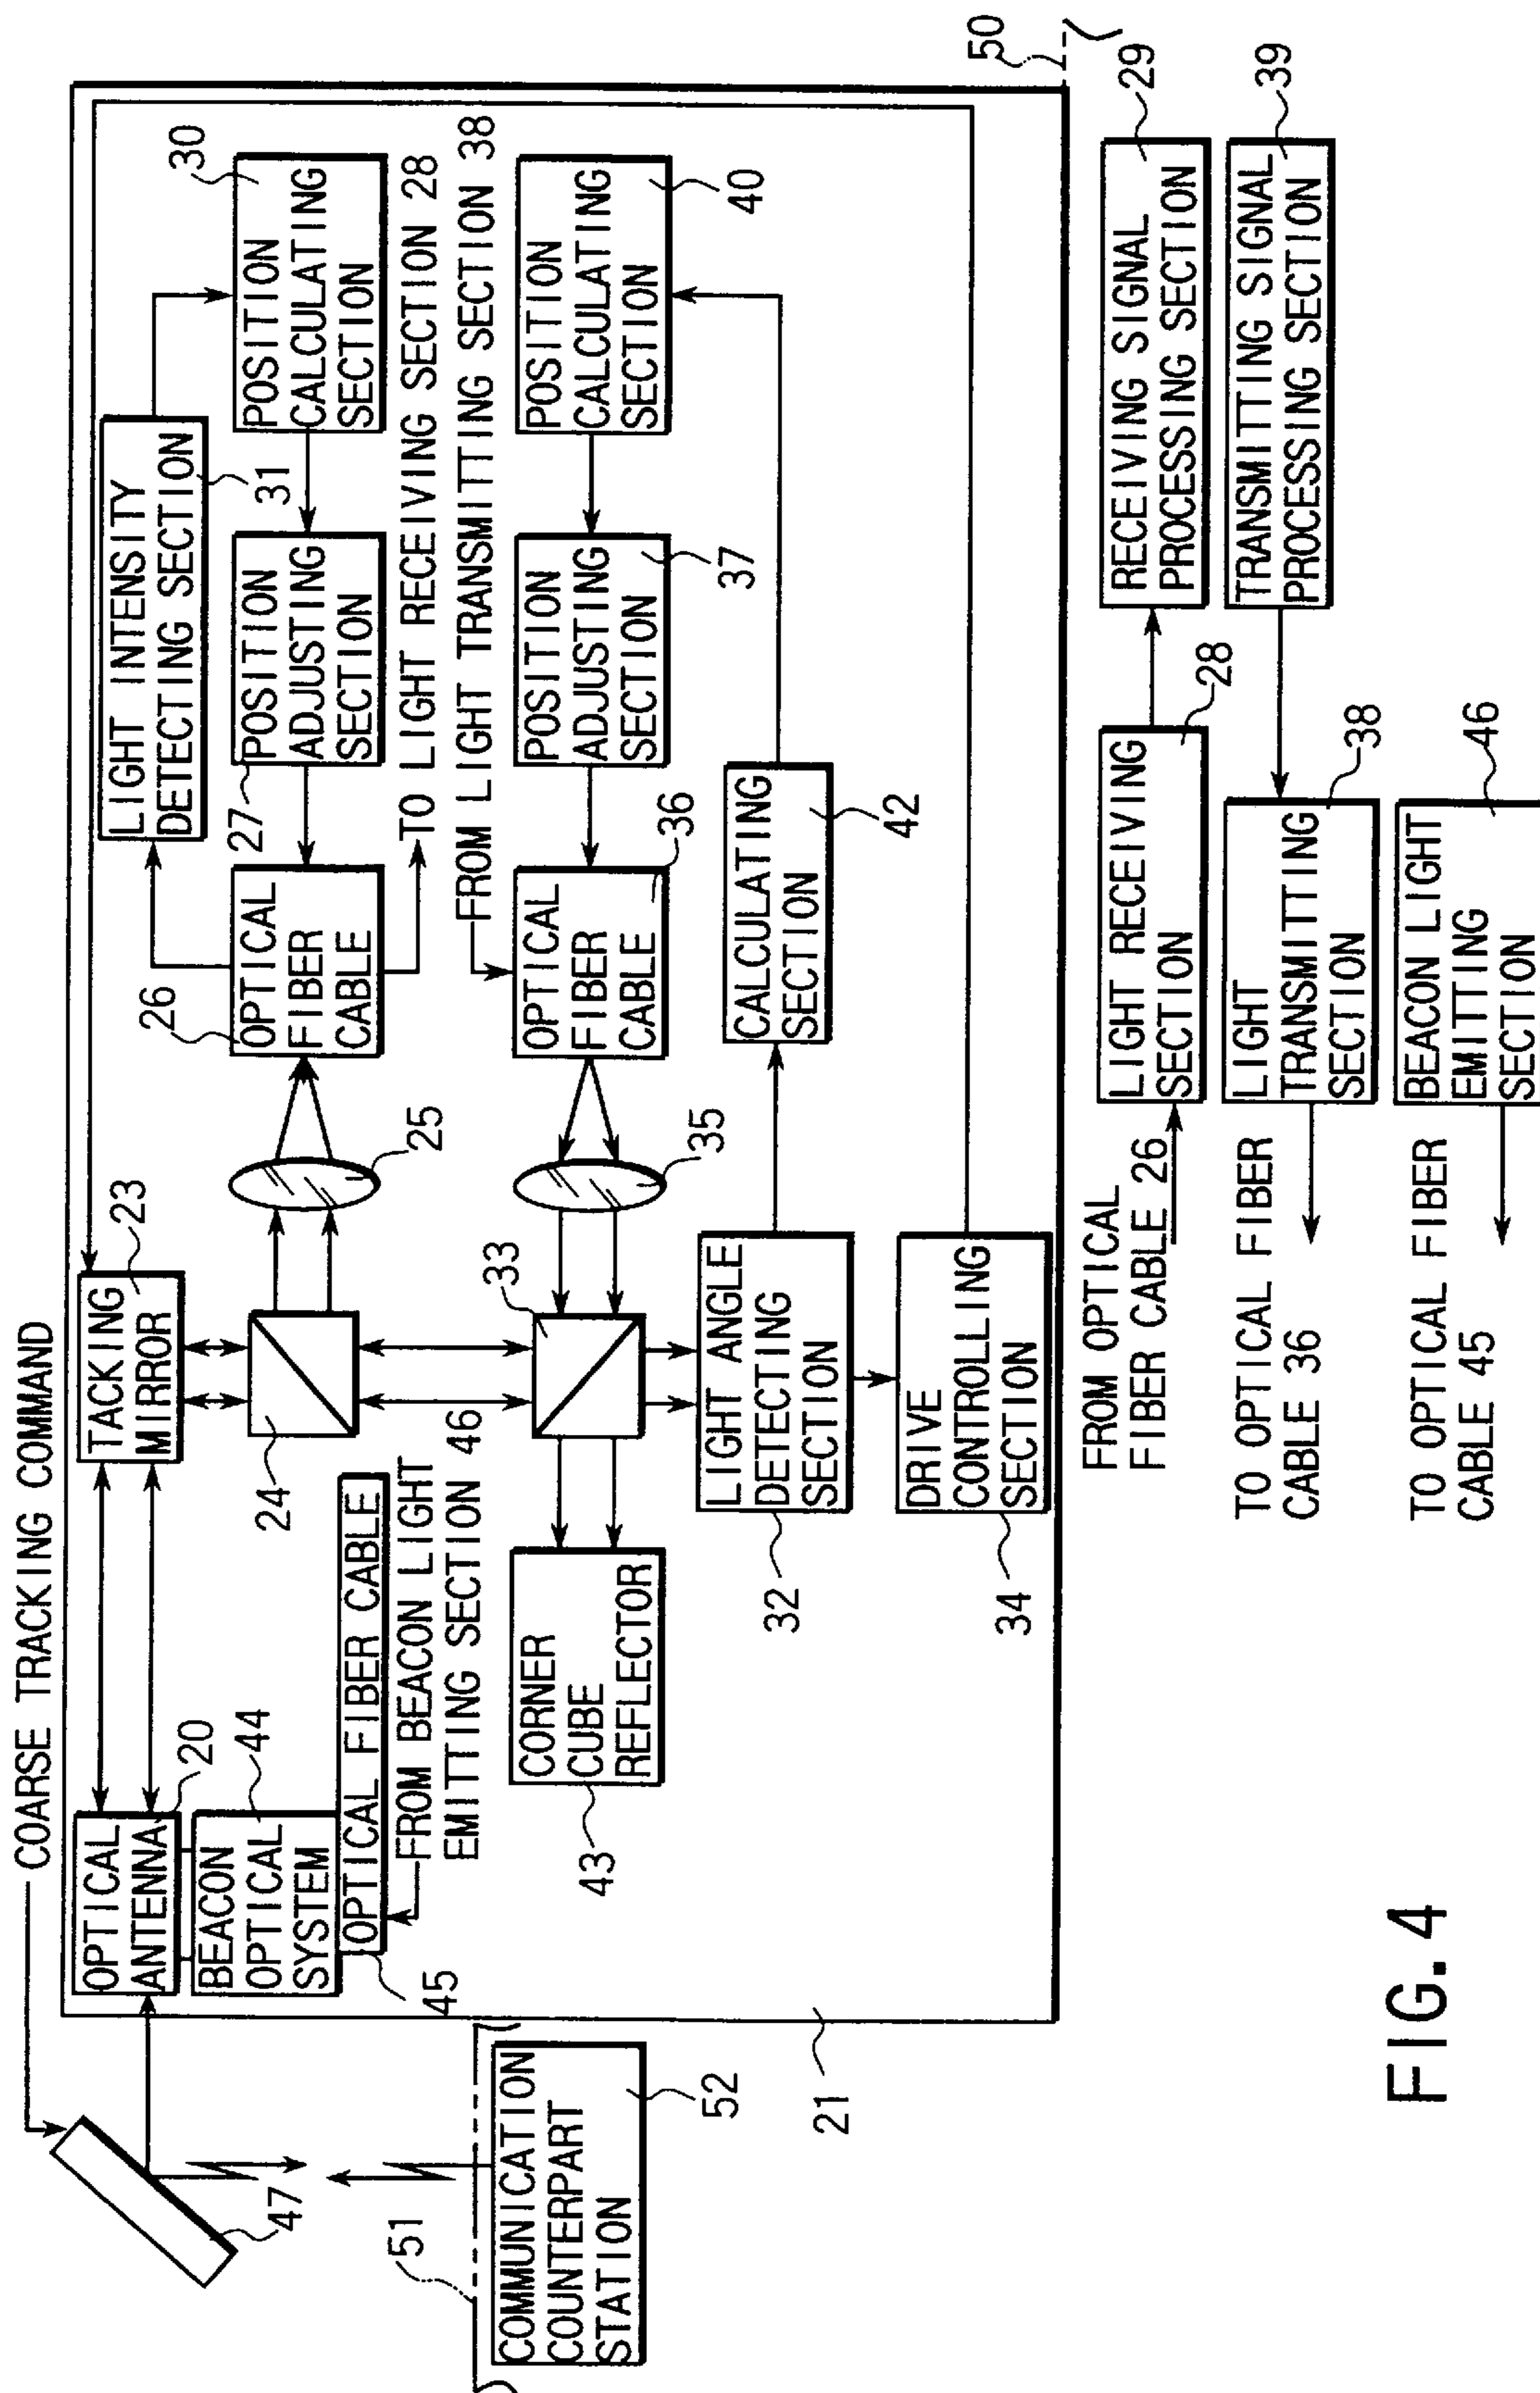 COARSE TRACKING COMMAND
47
OPTICAL
ANTENNA
20
BEACON
OPTICAL
SYSTEM
44
OPTICAL FIBER CABLE
45
FROM BEACON LIGHT
EMITTING SECTION 46
TACKING
MIRROR
23
24
LIGHT INTENSITY
DETECTING SECTION
31
POSITION
CALCULATING
SECTION
30
POSITION
ADJUSTING
SECTION
27
OPTICAL
FIBER
CABLE
26
25
TO LIGHT RECEIVING SECTION 28
FROM LIGHT TRANSMITTING SECTION 38
POSITION
CALCULATING
SECTION
40
POSITION
ADJUSTING
SECTION
37
OPTICAL
FIBER
CABLE
36
35
33
CORNER
CUBE
REFLECTOR
43
LIGHT ANGLE
DETECTING
SECTION
32
CALCULATING
SECTION
42
DRIVE
CONTROLLING
SECTION
34
51
COMMUNICATION
COUNTERPART
STATION
52
21
50
FROM OPTICAL
FIBER CABLE 26
LIGHT RECEIVING
SECTION
28
RECEIVING SIGNAL
PROCESSING SECTION
29
TO OPTICAL FIBER
CABLE 36
LIGHT
TRANSMITTING
SECTION
38
TRANSMITTING SIGNAL
PROCESSING SECTION
39
TO OPTICAL FIBER
CABLE 45
BEACON LIGHT
EMITTING
SECTION
46
FIG. 4